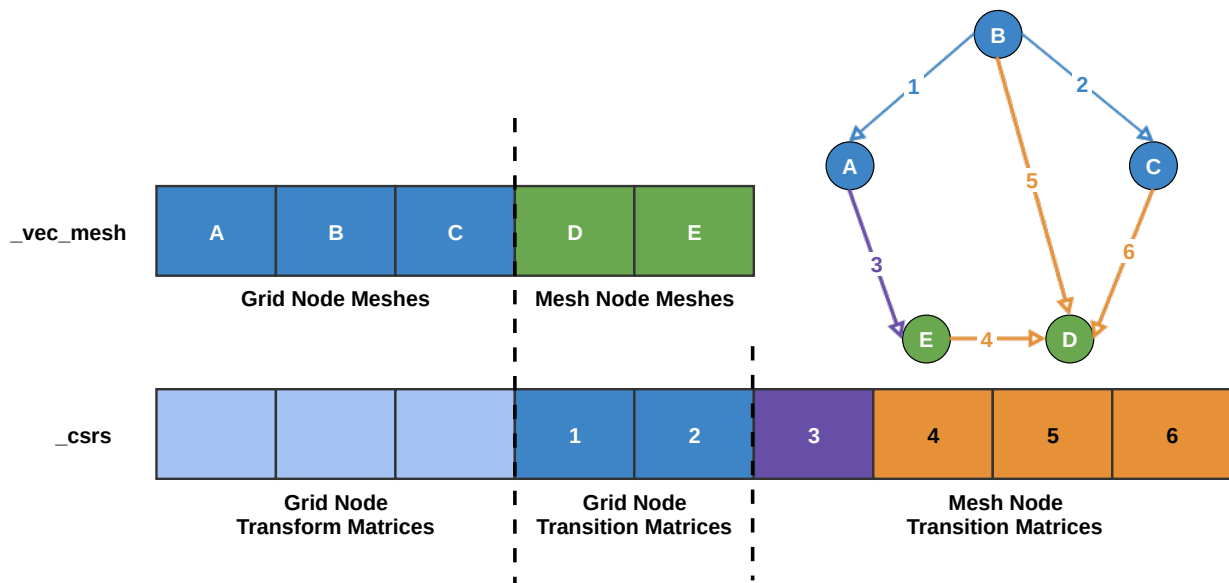 B
1
2
A
C
5
_vec_mesh
A
B
C
D
E
3
6
Grid Node Meshes
Mesh Node Meshes
E
4
D
_csrs
1
2
3
4
5
6
Grid Node
Transform Matrices
Grid Node
Transition Matrices
Mesh Node
Transition Matrices